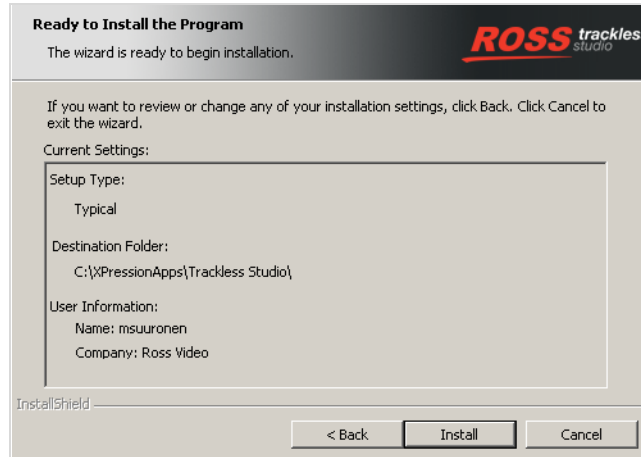 Ready to Install the Program
The wizard is ready to begin installation.
ROSS trackles
studio
If you want to review or change any of your installation settings, click Back. Click Cancel to
exit the wizard.
Current Settings:
Setup Type:
Typical
Destination Folder:
C:\XPressionApps\Trackless Studio\
User Information:
Name: msuuronen
Company: Ross Video
InstallShield
< Back
Install
Cancel